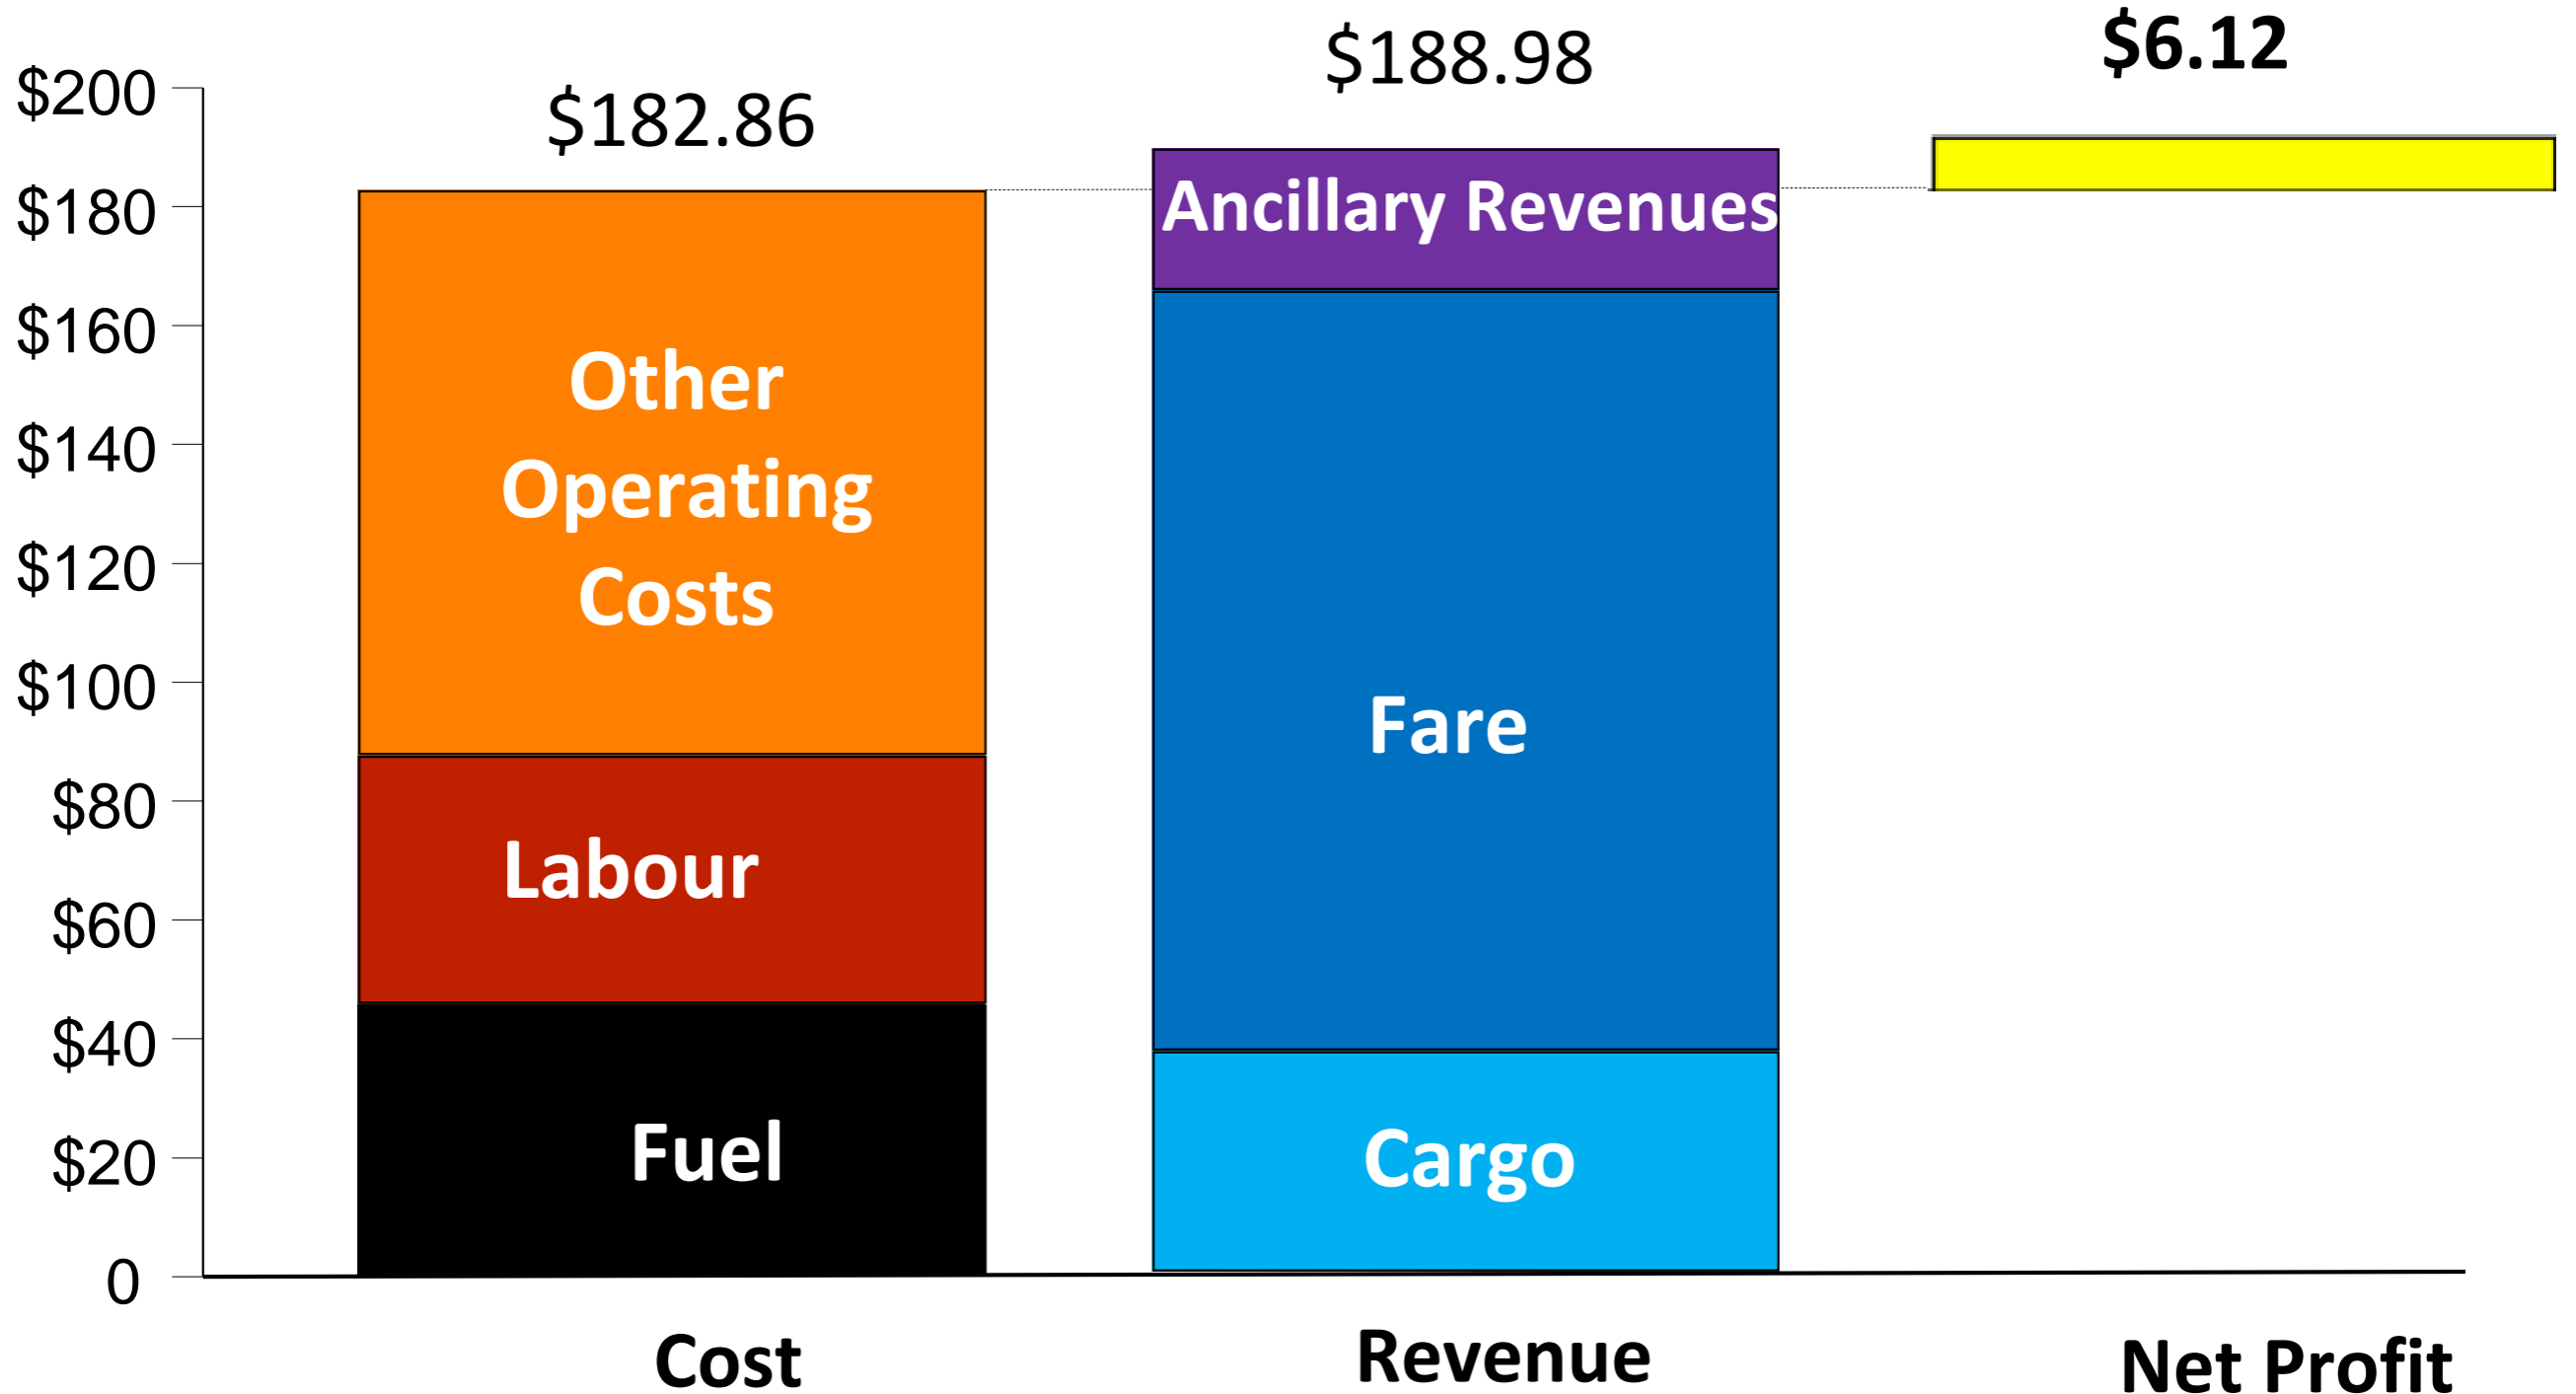 $6.12
$188.98
$182.86
$200
$180
$160
$140
$120
$100
$80
$60
$40
$20
0
Other
Operating
Costs
Labour
Fuel
Ancillary Revenues
Fare
Cargo
Cost
Revenue
Net Profit